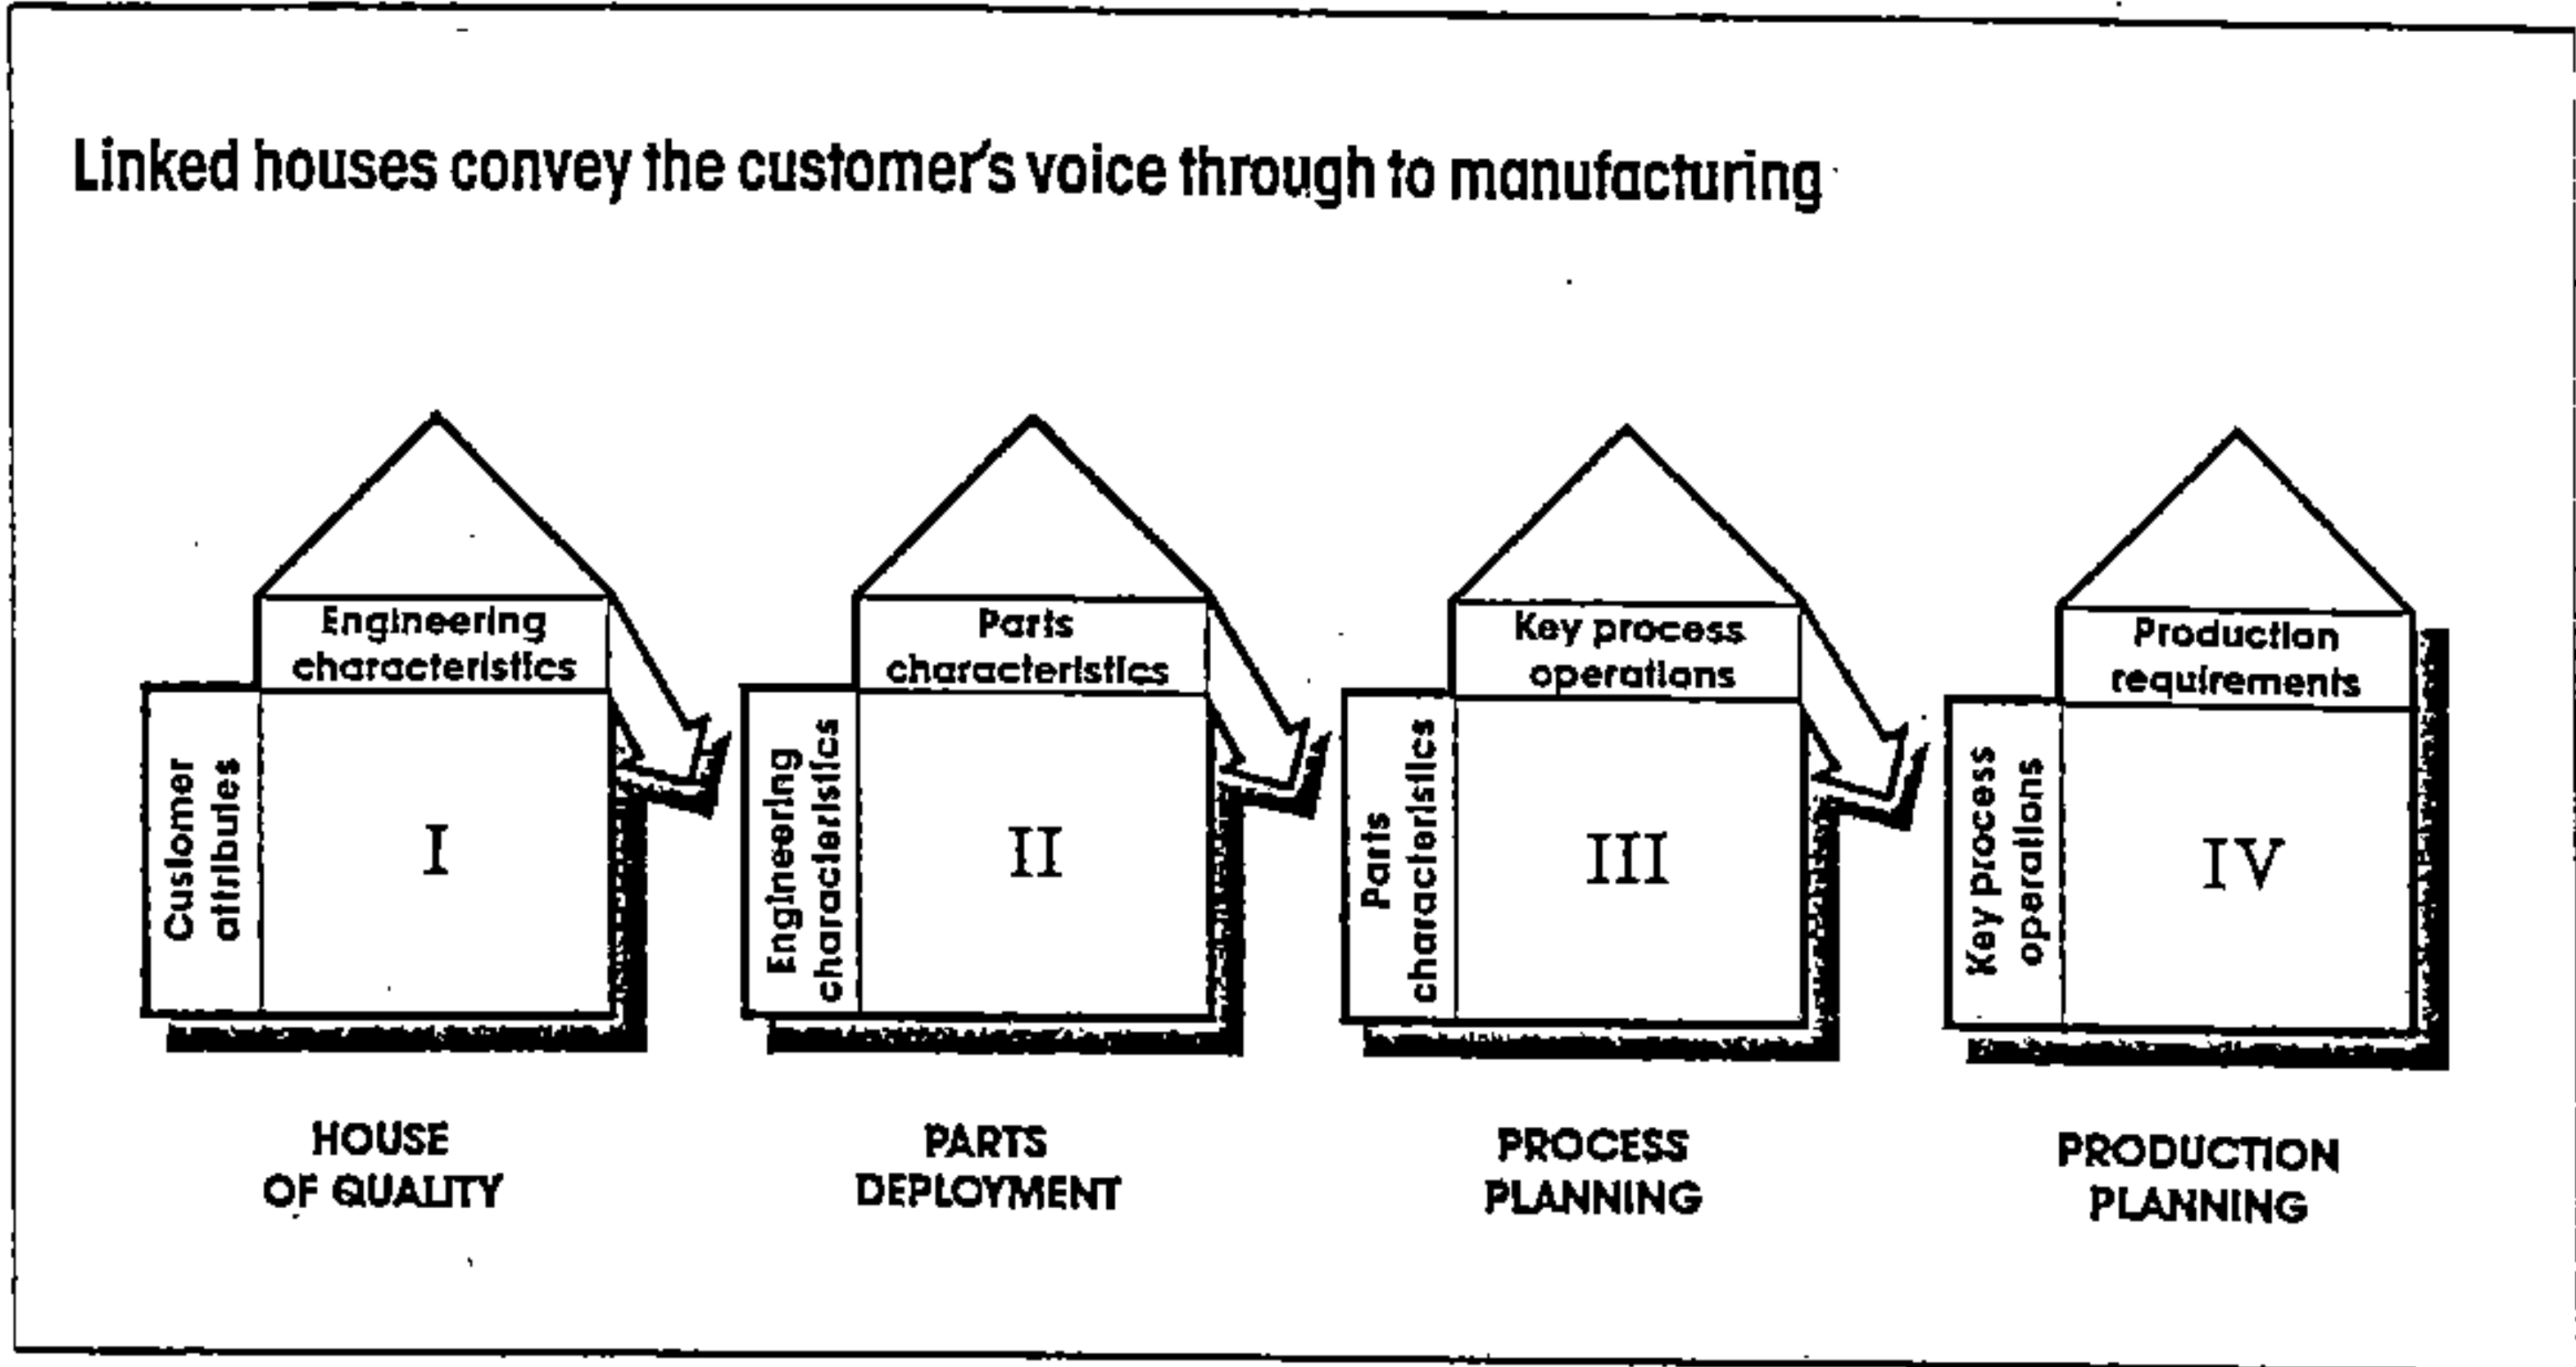 Linked houses convey the customer's voice through to manufacturing
Engineering
characteristics
Customer
attributes
I
HOUSE
OF QUALITY
Parts
characteristics
Engineering
characteristics
II
PARTS
DEPLOYMENT
Key process
operations
Parts
characteristics
III
PROCESS
PLANNING
Production
requirements
Key process
operations
IV
PRODUCTION
PLANNING